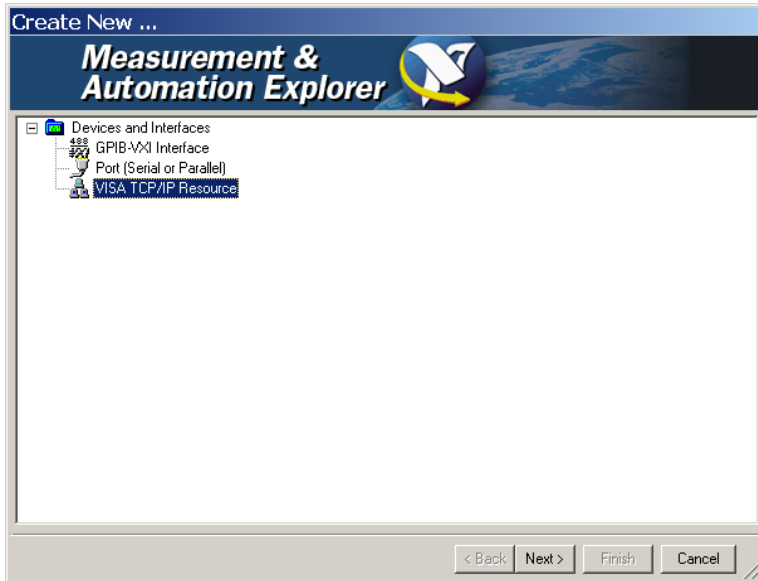 Create New ...
Measurement &
Automation Explorer
Devices and Interfaces
GPIB-VXI Interface
Port (Serial or Parallel)
VISA TCP/IP Resource
< Back Next > Finish Cancel